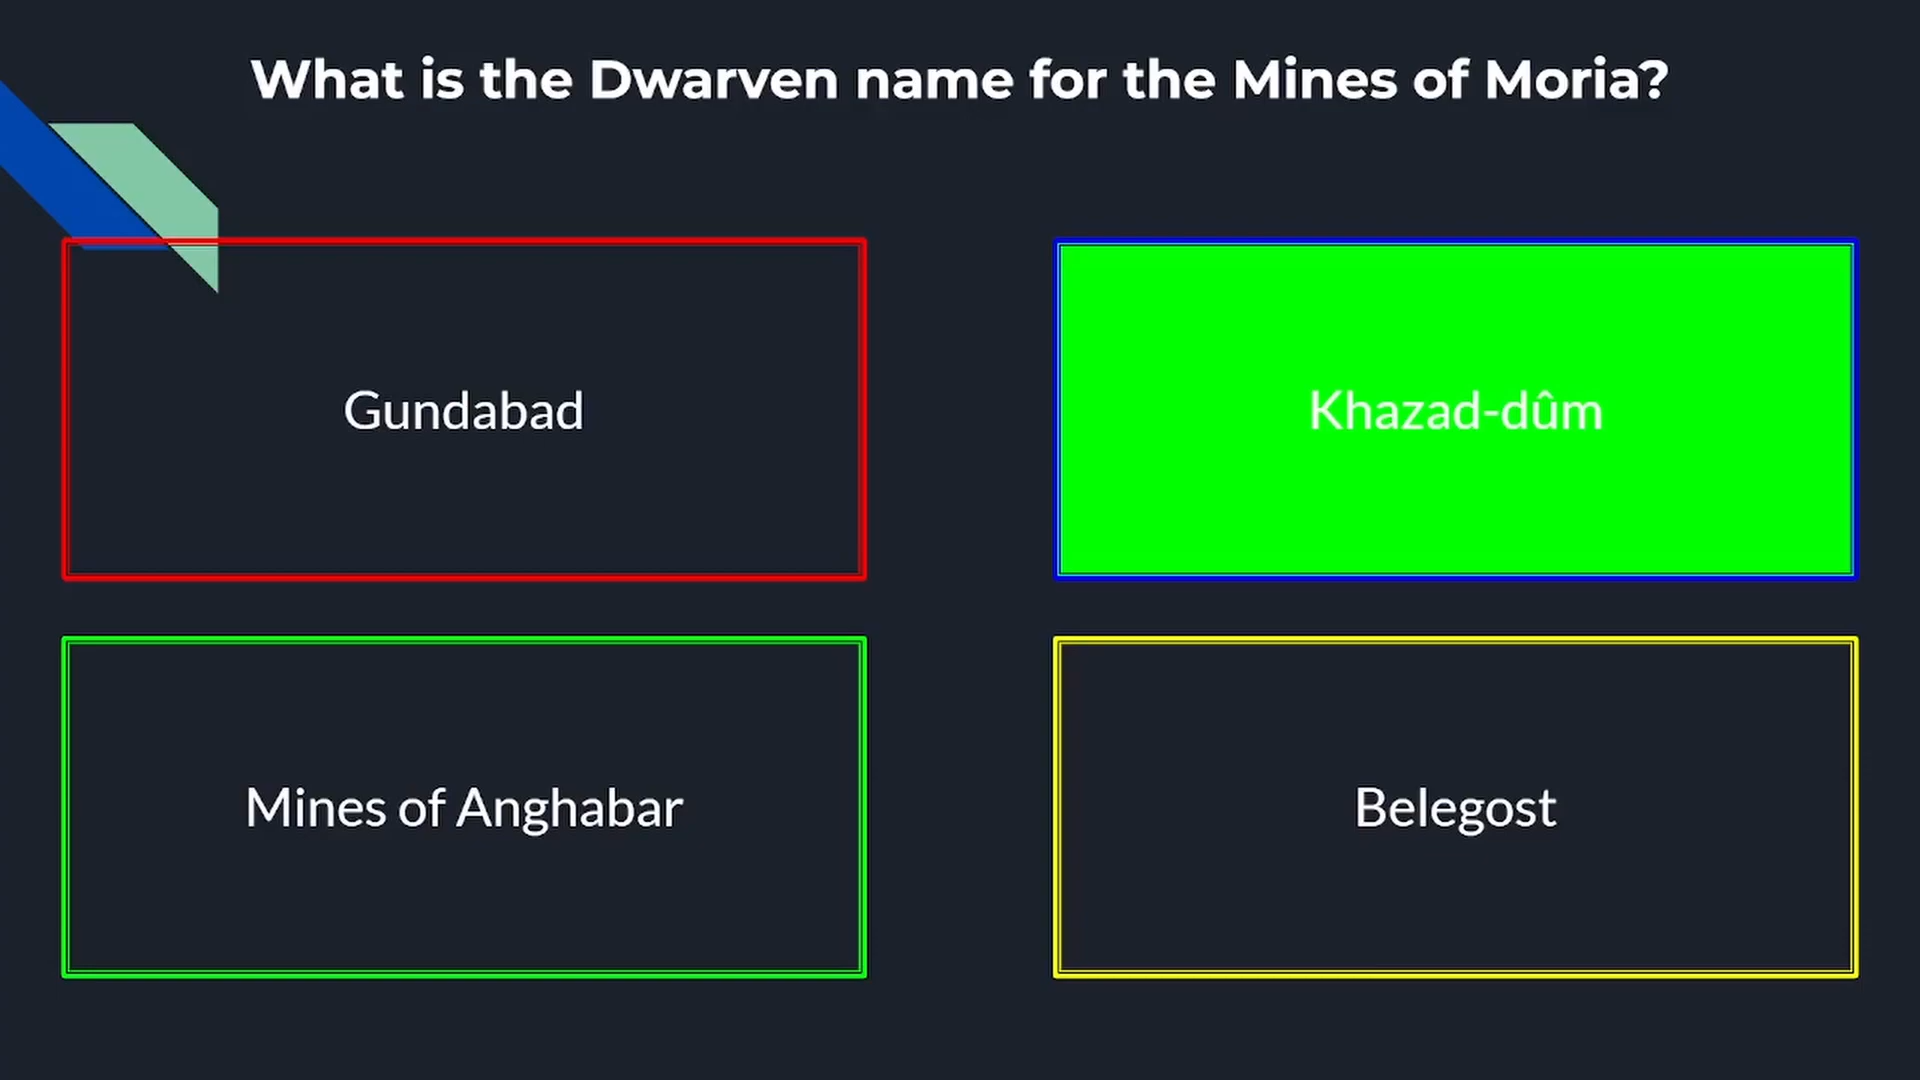 What is the Dwarven name for the Mines of Moria?
Gundabad
Khazad-dûm
Mines of Anghabar
Belegost